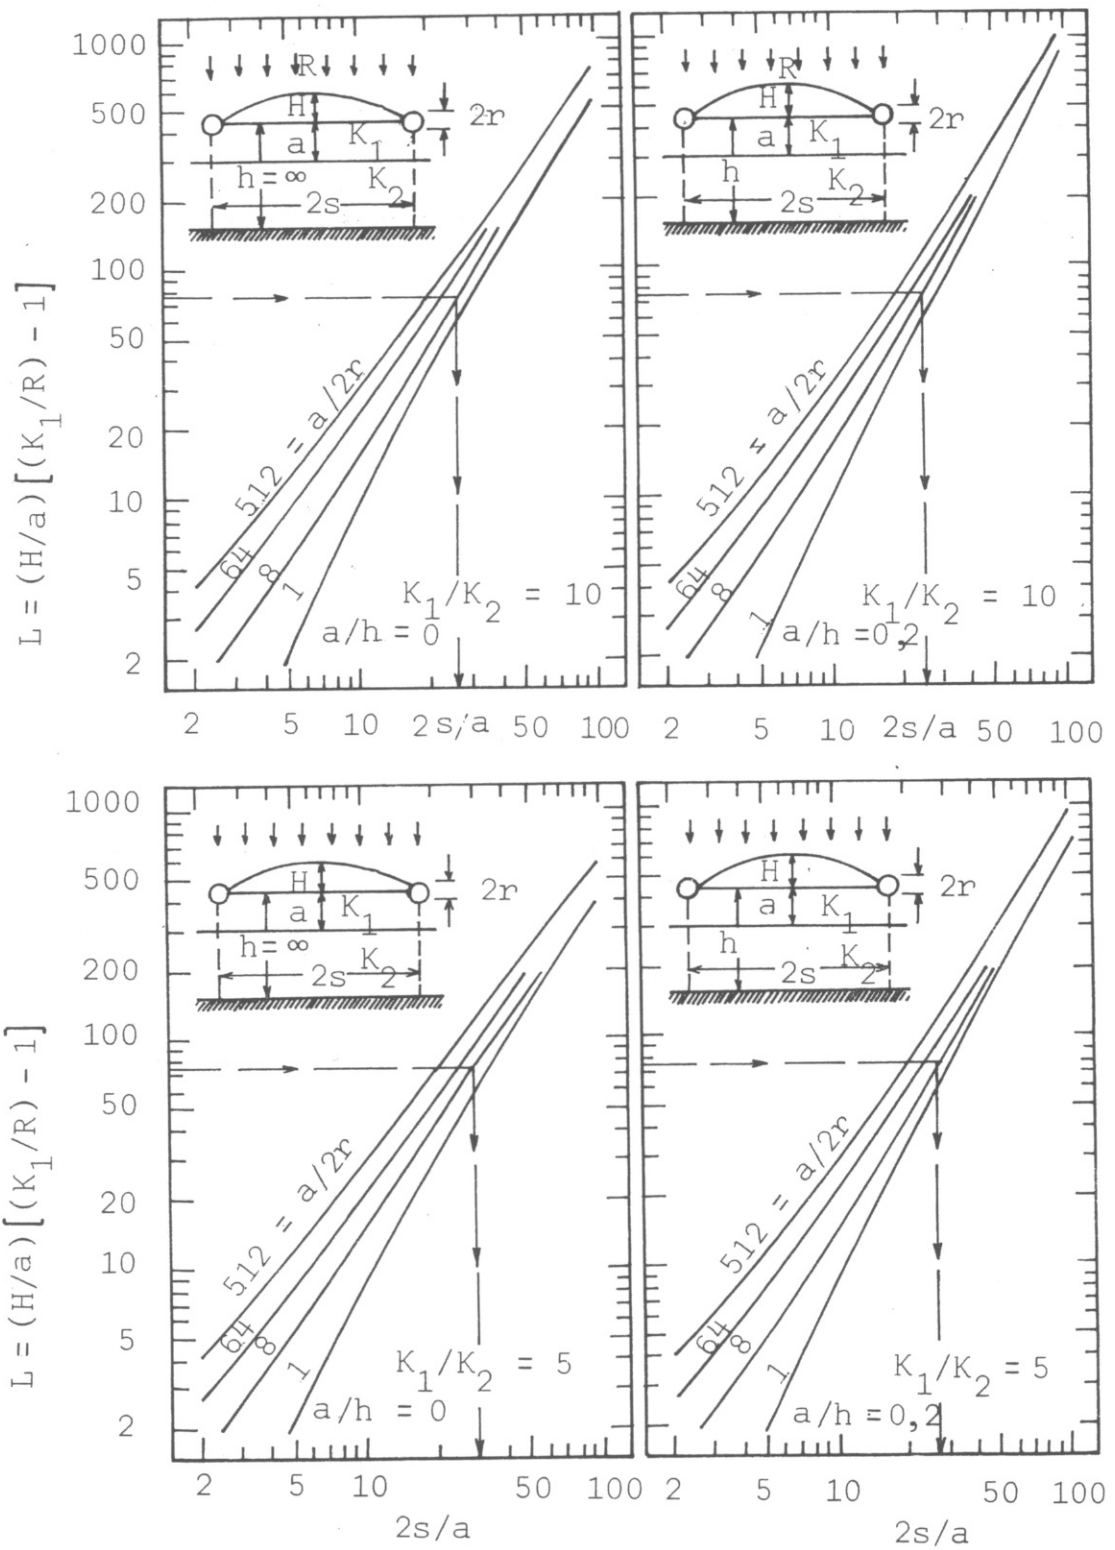 L = (H/a)[(K1/R) - 1]
1000
500
200
100
50
20
10
5
2
R
H
a
K1
2r
h = ∞
K2
2s
512 = a/2r
64
8
1
K1/K2 = 10
a/h = 0
2 5 10 2s/a 50 100
R
H
a
K1
2r
h
K2
2s
512 = a/2r
64
8
1
K1/K2 = 10
a/h = 0,2
2 5 10 2s/a 50 100
L = (H/a)[(K1/R) - 1]
1000
500
200
100
50
20
10
5
2
H
a
K1
2r
h = ∞
K2
2s
512 = a/2r
64
8
1
K1/K2 = 5
a/h = 0
2 5 10 50 100
2s/a
H
a
K1
2r
h
K2
2s
512 = a/2r
64
8
1
K1/K2 = 5
a/h = 0,2
2 5 10 50 100
2s/a